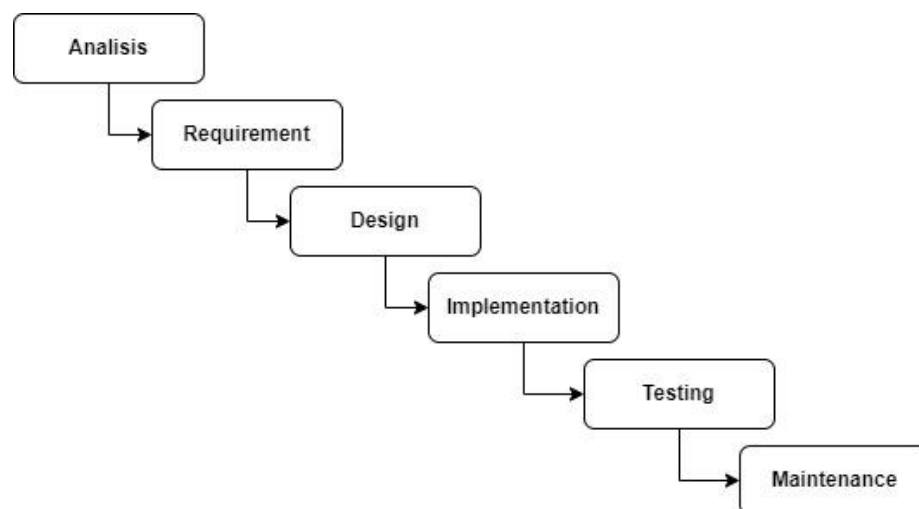 Analisis
Requirement
Design
Implementation
Testing
Maintenance